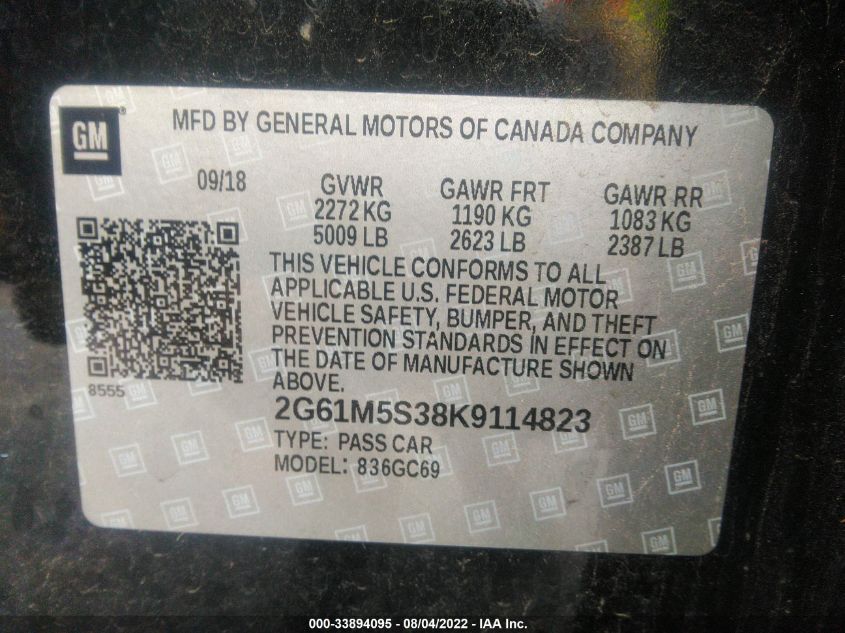 GM
MFD BY GENERAL MOTORS OF CANADA COMPANY
09/18 GVWR GAWR FRT GAWR RR
2272 KG 1190 KG 1083 KG
5009 LB 2623 LB 2387 LB
THIS VEHICLE CONFORMS TO ALL
APPLICABLE U.S. FEDERAL MOTOR
VEHICLE SAFETY, BUMPER, AND THEFT
PREVENTION STANDARDS IN EFFECT ON
THE DATE OF MANUFACTURE SHOWN
ABOVE.
8555
2G61M5S38K9114823
TYPE: PASS CAR
MODEL: 836GC69
000-33894095 - 08/04/2022 - IAA Inc.